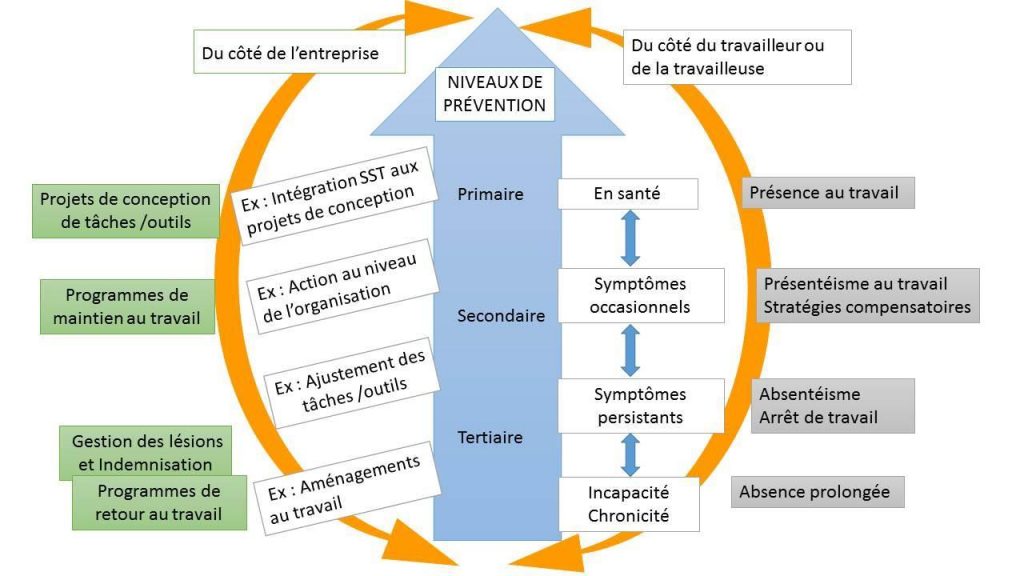 Du côté de l'entreprise
Du côté du travailleur ou
de la travailleuse
NIVEAUX DE
PRÉVENTION
Projets de conception
de tâches /outils
Ex : Intégration SST aux
projets de conception
Primaire
En santé
Présence au travail
Programmes de
maintien au travail
Ex : Action au niveau
de l'organisation
Secondaire
Symptômes
occasionnels
Présentéisme au travail
Stratégies compensatoires
Ex : Ajustement des
tâches /outils
Symptômes
persistants
Absentéisme
Arrêt de travail
Tertiaire
Gestion des lésions
et Indemnisation
Programmes de
retour au travail
Ex : Aménagements
au travail
Incapacité
Chronicité
Absence prolongée